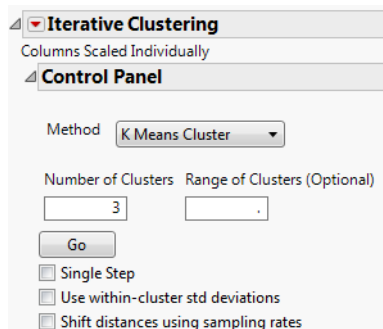 Iterative Clustering
Columns Scaled Individually
Control Panel
Method K Means Cluster
Number of Clusters Range of Clusters (Optional)
3 .
Go
Single Step
Use within-cluster std deviations
Shift distances using sampling rates